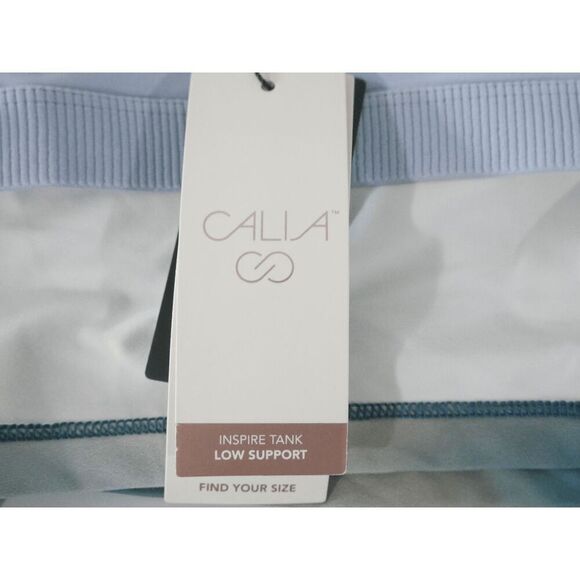 CALIA™
INSPIRE TANK
LOW SUPPORT
FIND YOUR SIZE